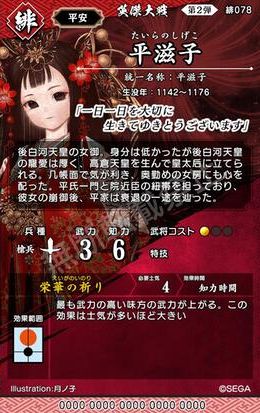 緋
平安
英傑大戦
第2弾
緋078
たいらのしげこ
平滋子
統一名称：平滋子
生没年：1142〜1176
「一日一日を大切に
生きてゆきとうございます」
後白河天皇の女御。身分は低かったが後白河天皇
の寵愛は厚く、高倉天皇を生んで皇太后に立てら
れる。几帳面で気が利き、奥勤めの女房にも心を
配った。平氏一門と院近臣の紐帯を担っており、
彼女の崩御後、平家は衰退の一途を辿った。
兵種
武力
知力
武将コスト
槍兵
3
6
特技
えいがのいのり
栄華の祈り
必要士気
4
効果時間
知力時間
効果範囲
最も武力の高い味方の武力が上がる。この
効果は士気が多いほど大きい
Illustration:月ノ子
©SEGA
0000-0000-0000-0000-0000